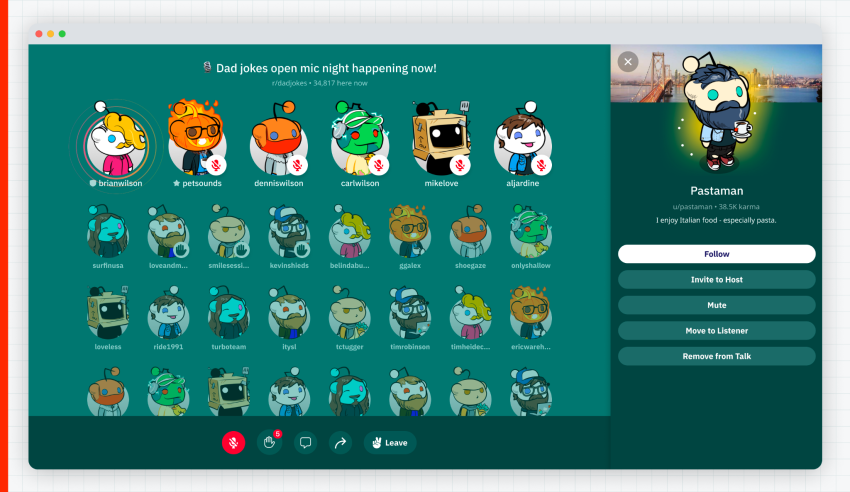 Dad jokes open mic night happening now!
r/dadjokes • 34,817 here now
brianwilson
petsounds
denniswilson
carlwilson
mikelove
aljardine
surfinusa
loveandm...
smilesessi...
kevinshieds
belindabu...
ggalex
shoegaze
onlyshallow
loveless
ride1991
turboteam
itysl
tctugger
timrobinson
timheidec...
ericwareh...
5
Leave
Pastaman
u/pastaman • 38.5K karma
I enjoy Italian food - especially pasta.
Follow
Invite to Host
Mute
Move to Listener
Remove from Talk